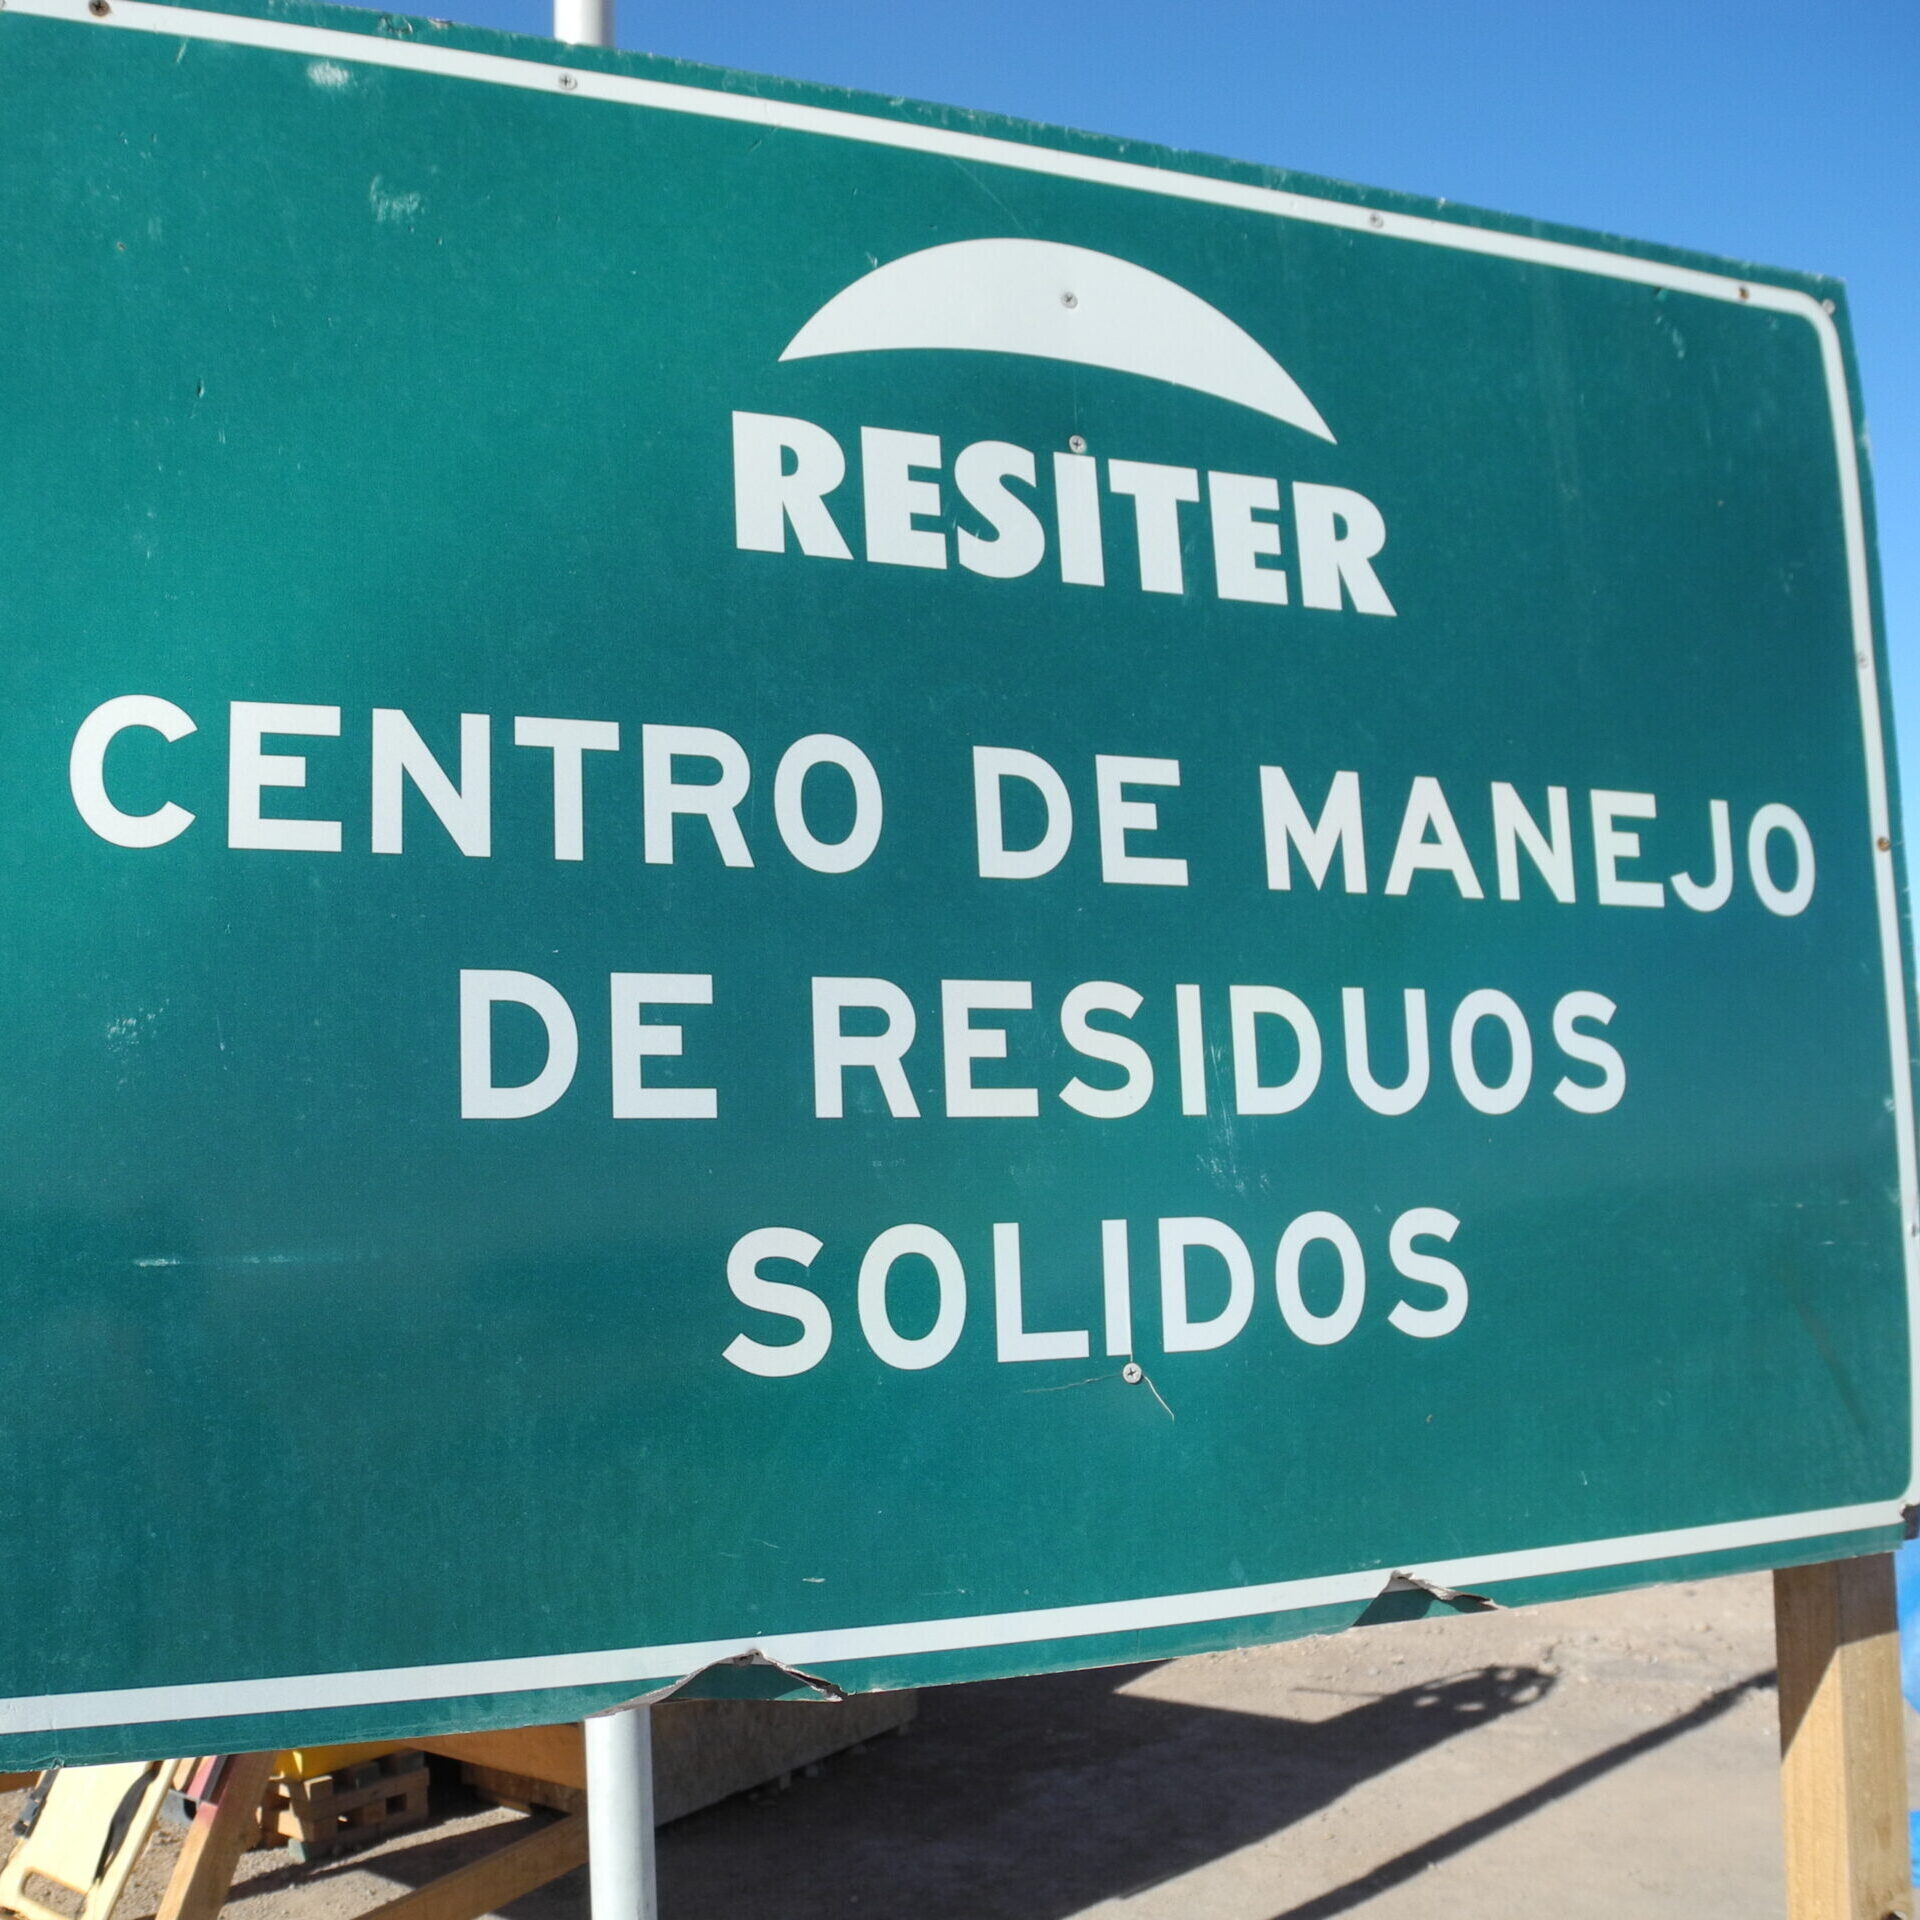 RESITER
CENTRO DE MANEJO
DE RESIDUOS
SOLIDOS